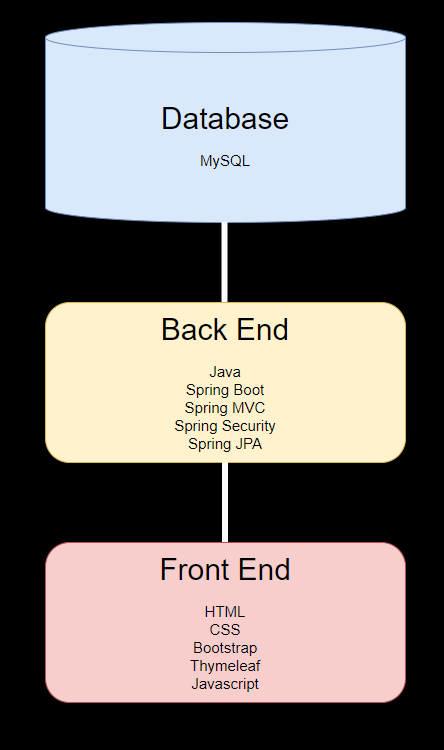 Database
MySQL
Back End
Java
Spring Boot
Spring MVC
Spring Security
Spring JPA
Front End
HTML
CSS
Bootstrap
Thymeleaf
Javascript